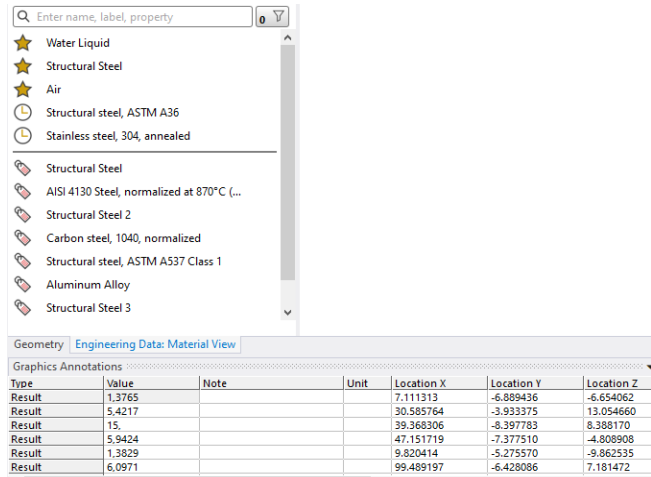 Enter name, label, property 0
Water Liquid
Structural Steel
Air
Structural steel, ASTM A36
Stainless steel, 304, annealed
Structural Steel
AISI 4130 Steel, normalized at 870°C (...
Structural Steel 2
Carbon steel, 1040, normalized
Structural steel, ASTM A537 Class 1
Aluminum Alloy
Structural Steel 3
Geometry Engineering Data: Material View
Graphics Annotations
Type Value Note Unit Location X Location Y Location Z
Result 1,3765 7.111313 -6.889436 -6.654062
Result 5,4217 30.585764 -3.933375 13.054660
Result 15, 39.368306 -8.397783 8.388170
Result 5,9424 47.151719 -7.377510 -4.808908
Result 1,3829 9.820414 -5.275570 -9.862535
Result 6,0971 99.489197 -6.428086 7.181472